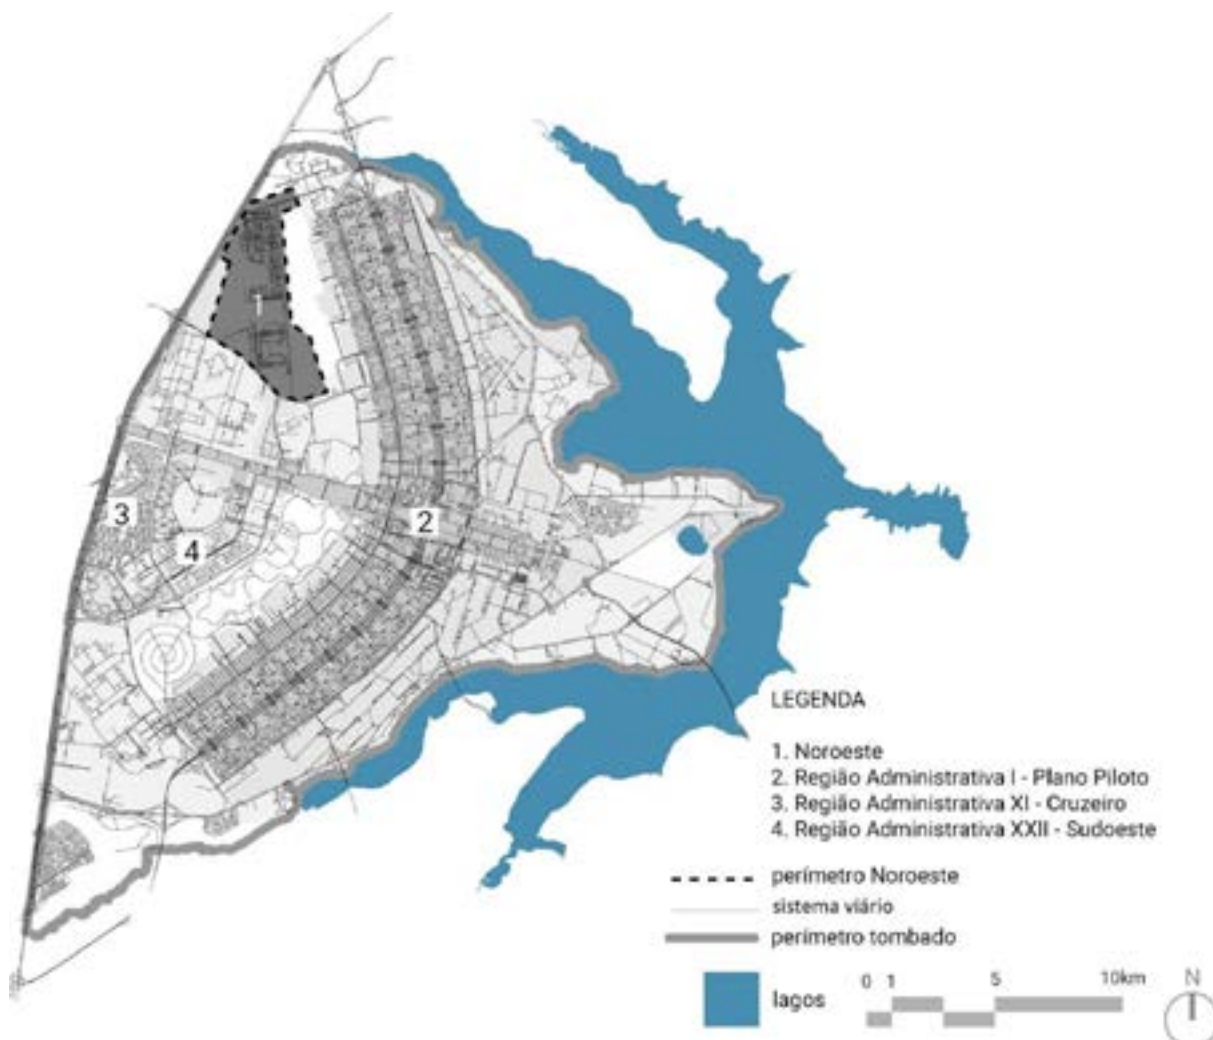 1
2
3
4
LEGENDA
1. Noroeste
2. Região Administrativa I - Plano Piloto
3. Região Administrativa XI - Cruzeiro
4. Região Administrativa XXII - Sudoeste
perímetro Noroeste
sistema viário
perímetro tombado
lagos
0 1 5 10km
N